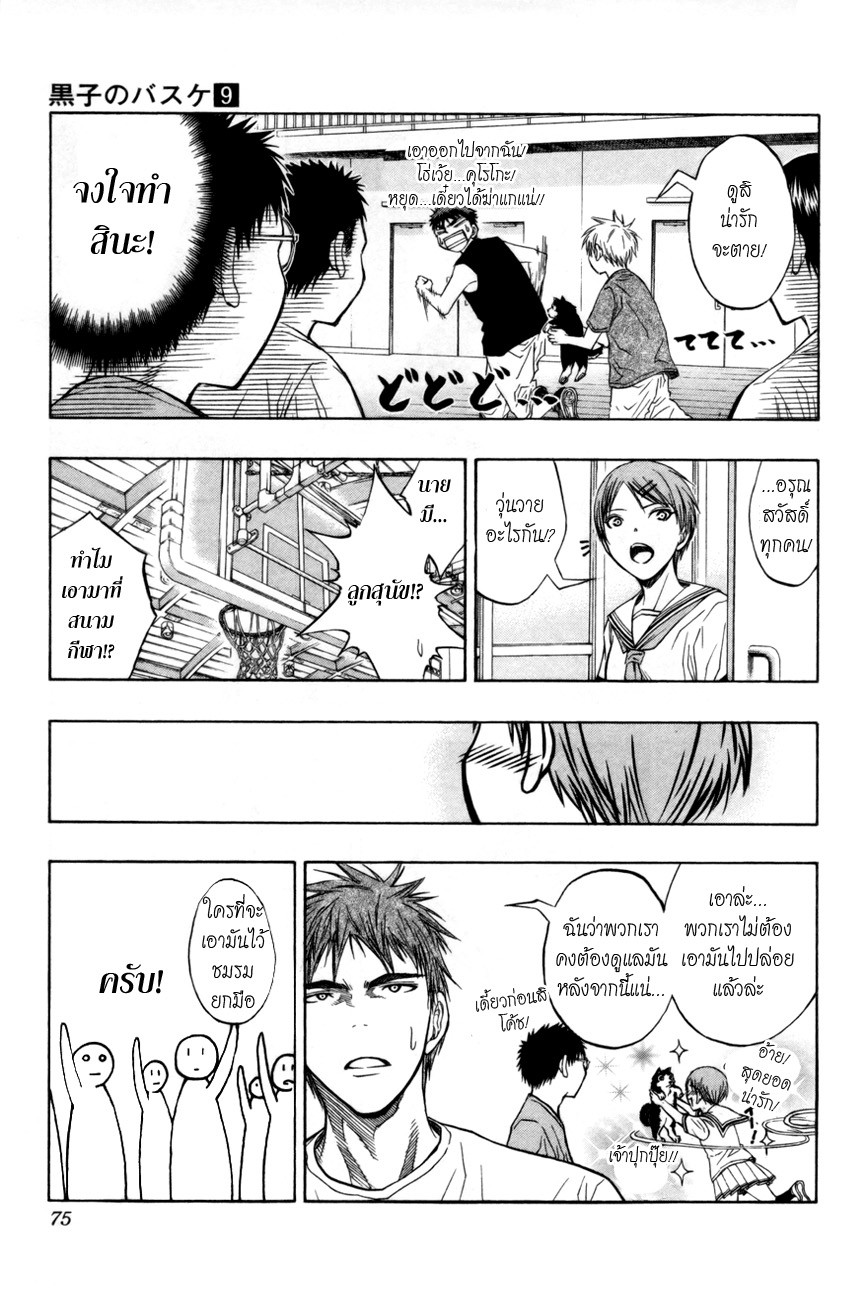 黒子のバスケ 9
ดูสิ
น่ารัก
จะตาย!
เอาออกไปจากฉัน!
โธ่เว้ย...คุโรโกะ!
หยุด...เดี๋ยวได้ฆ่าแกแน่!!
จงใจทำ
สินะ!
ててて…
どどど…
...อรุณ
สวัสดิ์
ทุกคน!
วุ่นวาย
อะไรกัน!?
นาย
มี...
ลูกสุนัข!?
ทำไม
เอามาที่
สนาม
กีฬา!?
เอาล่ะ...
พวกเราไม่ต้อง
เอามันไปปล่อย
แล้วล่ะ
ฉันว่าพวกเรา
คงต้องดูแลมัน
หลังจากนี้แน่...
เดี้ยวก่อนสิ
โค้ช!
อ้าย!
สุดยอด
น่ารัก!
เจ้าปุกปุ๊ย!!
ใครที่จะ
เอามันไว้
ชมรม
ยกมือ
ครับ!
75